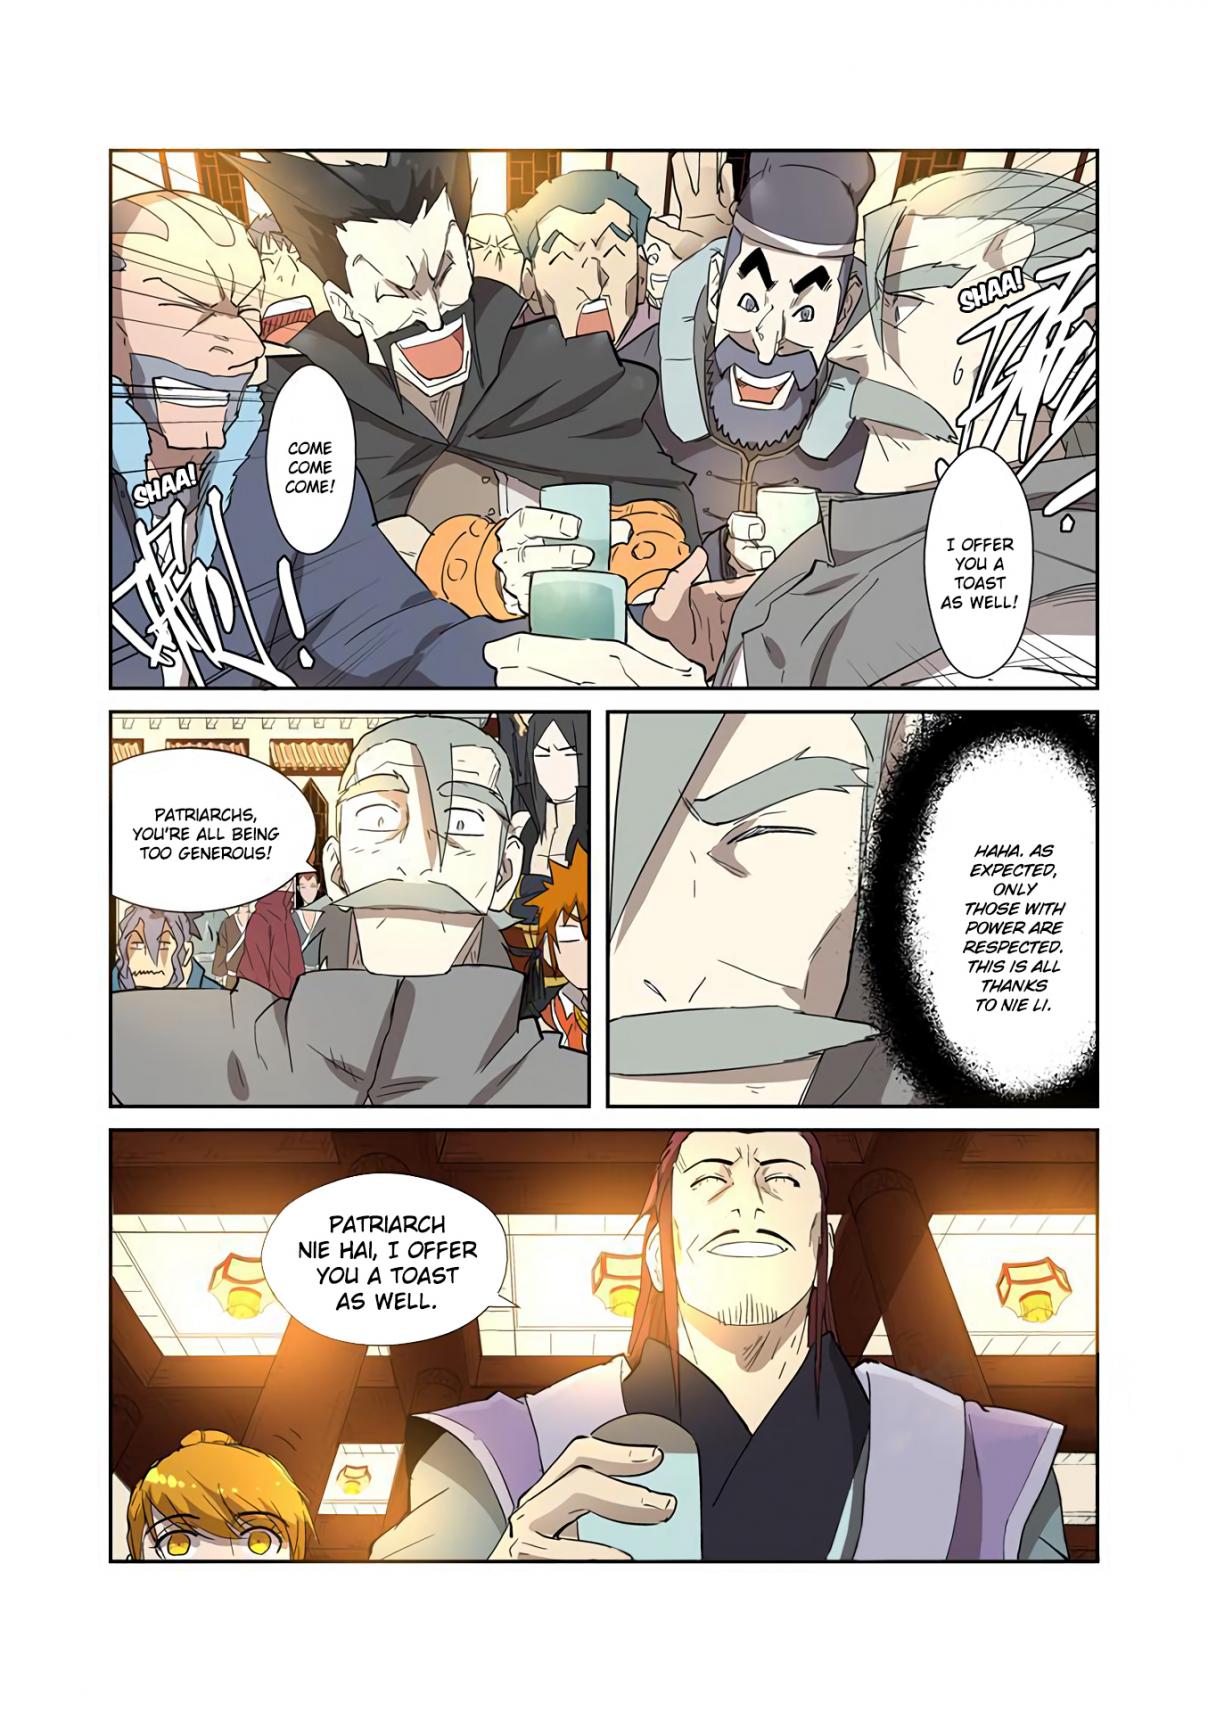 COME
COME
COME!
SHAA!
SHAA!
I OFFER
YOU A
TOAST
AS WELL!
PATRIARCHS,
YOU'RE ALL BEING
TOO GENEROUS!
HAHA. AS
EXPECTED,
ONLY
THOSE WITH
POWER ARE
RESPECTED.
THIS IS ALL
THANKS
TO NIE LI.
PATRIARCH
NIE HAI, I OFFER
YOU A TOAST
AS WELL.